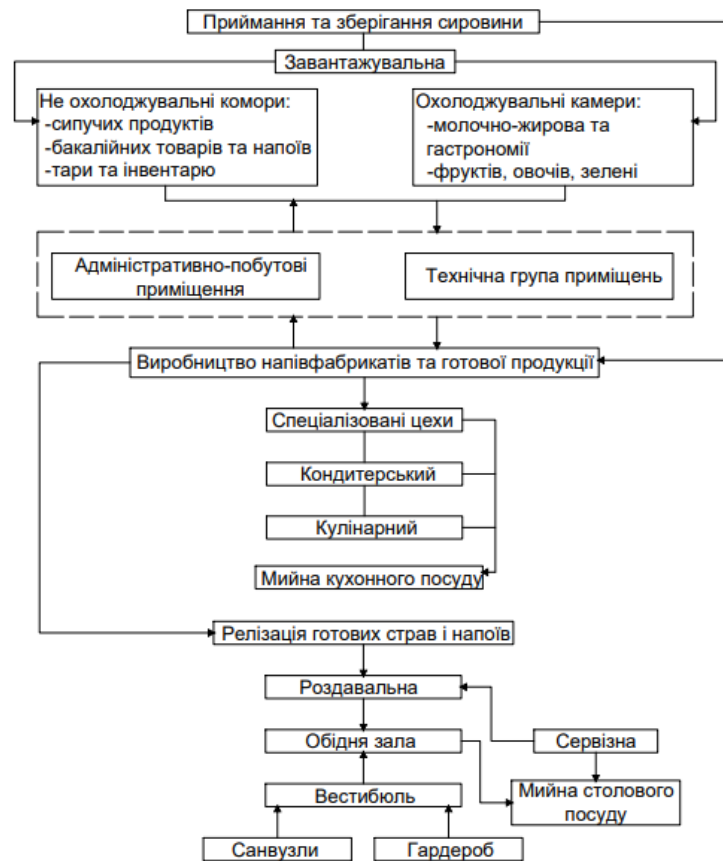 Приймання та зберігання сировини
Завантажувальна
Не охолоджувальні комори:
-сипучих продуктів
-бакалійних товарів та напоїв
-тари та інвентарю
Охолоджувальні камери:
-молочно-жирова та
гастрономії
-фруктів, овочів, зелені
Адміністративно-побутові
приміщення
Технічна група приміщень
Виробництво напівфабрикатів та готової продукції
Спеціалізовані цехи
Кондитерський
Кулінарний
Мийна кухонного посуду
Релізація готових страв і напоїв
Роздавальна
Обідня зала
Сервізна
Вестибюль
Мийна столового
посуду
Санвузли
Гардероб